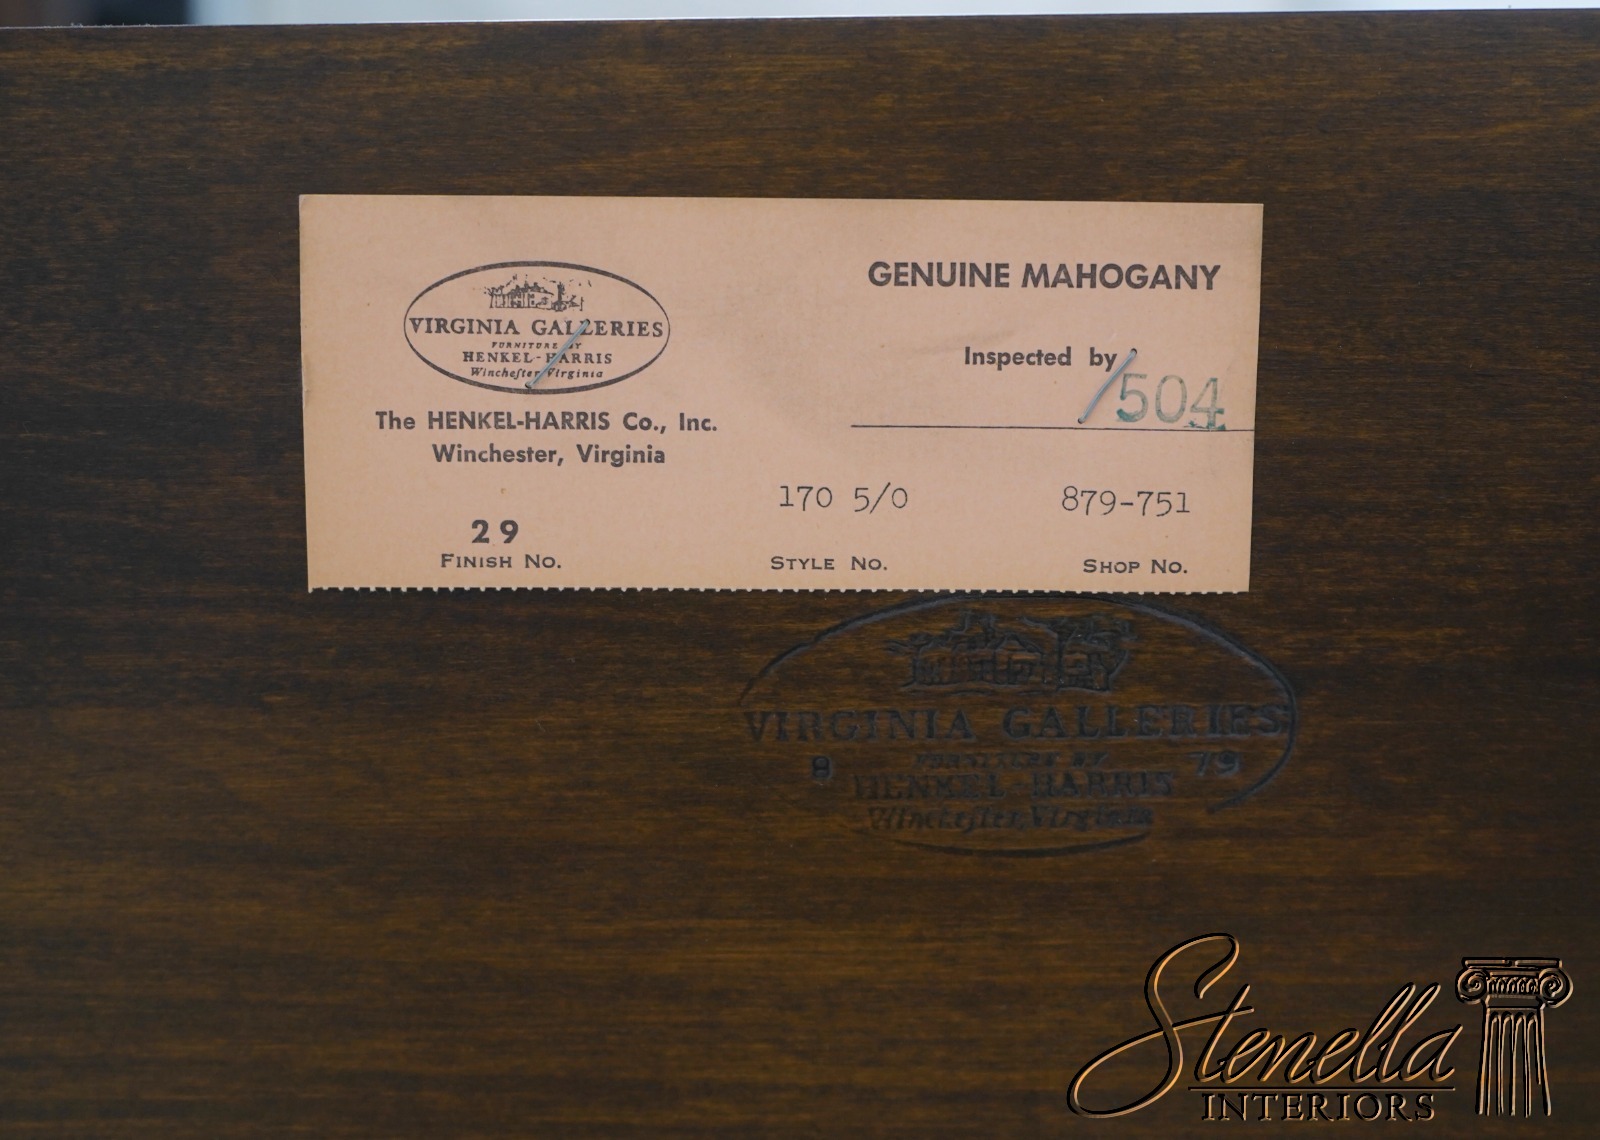 VIRGINIA GALLERIES
FURNITURE BY
HENKEL-HARRIS
Winchester, Virginia
The HENKEL-HARRIS Co., Inc.
Winchester, Virginia
GENUINE MAHOGANY
Inspected by
504
29
FINISH NO.
170 5/0
STYLE NO.
879-751
SHOP NO.
VIRGINIA GALLERIES
8 FURNITURE BY 79
HENKEL-HARRIS
Winchester, Virginia
Stenella
INTERIORS